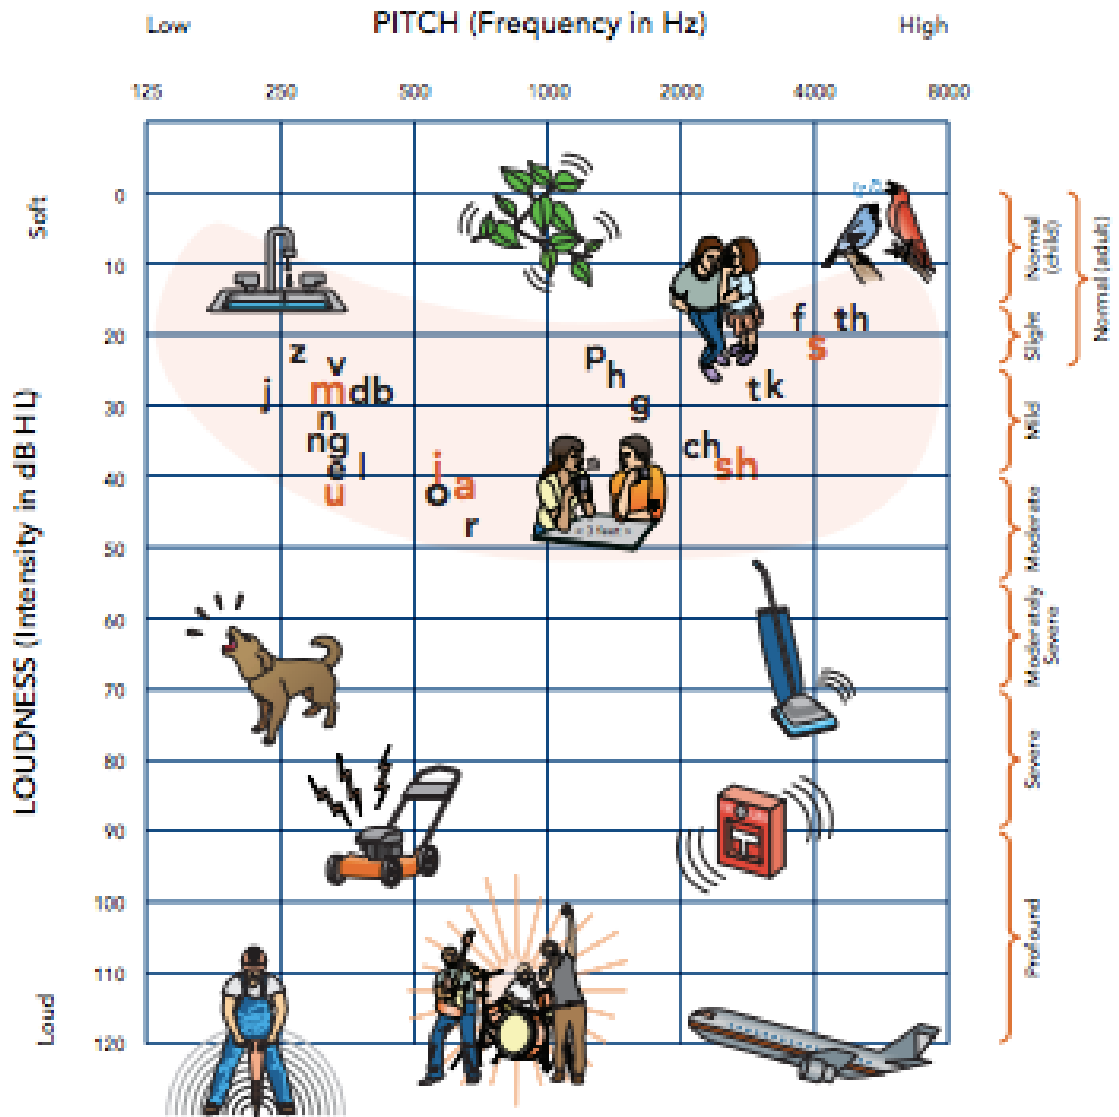 PITCH (Frequency in Hz)
Low High
125 250 500 1000 2000 4000 8000
LOUDNESS (Intensity in dB HL)
Soft
Loud
0
10
20
30
40
50
60
70
80
90
100
110
120
f th
s
z
v
p
h
j
m db
t k
n
g
ng
ch
sh
e l
i
u
o a
r
Normal (child)
Normal (adult)
Slight
Mild
Moderate
Moderately Severe
Severe
Profound